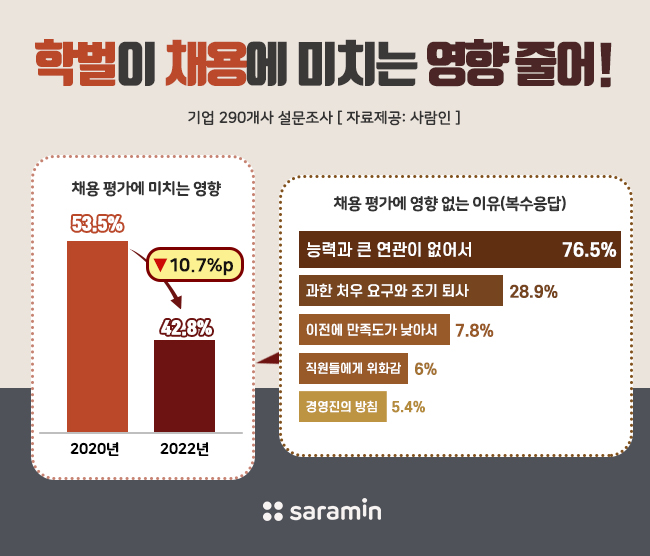 학벌이 채용에 미치는 영향 줄어!
기업 290개사 설문조사 [ 자료제공: 사람인 ]
채용 평가에 미치는 영향
53.5%
▼10.7%p
42.8%
2020년
2022년
채용 평가에 영향 없는 이유(복수응답)
능력과 큰 연관이 없어서 76.5%
과한 처우 요구와 조기 퇴사 28.9%
이전에 만족도가 낮아서 7.8%
직원들에게 위화감 6%
경영진의 방침 5.4%
saramin